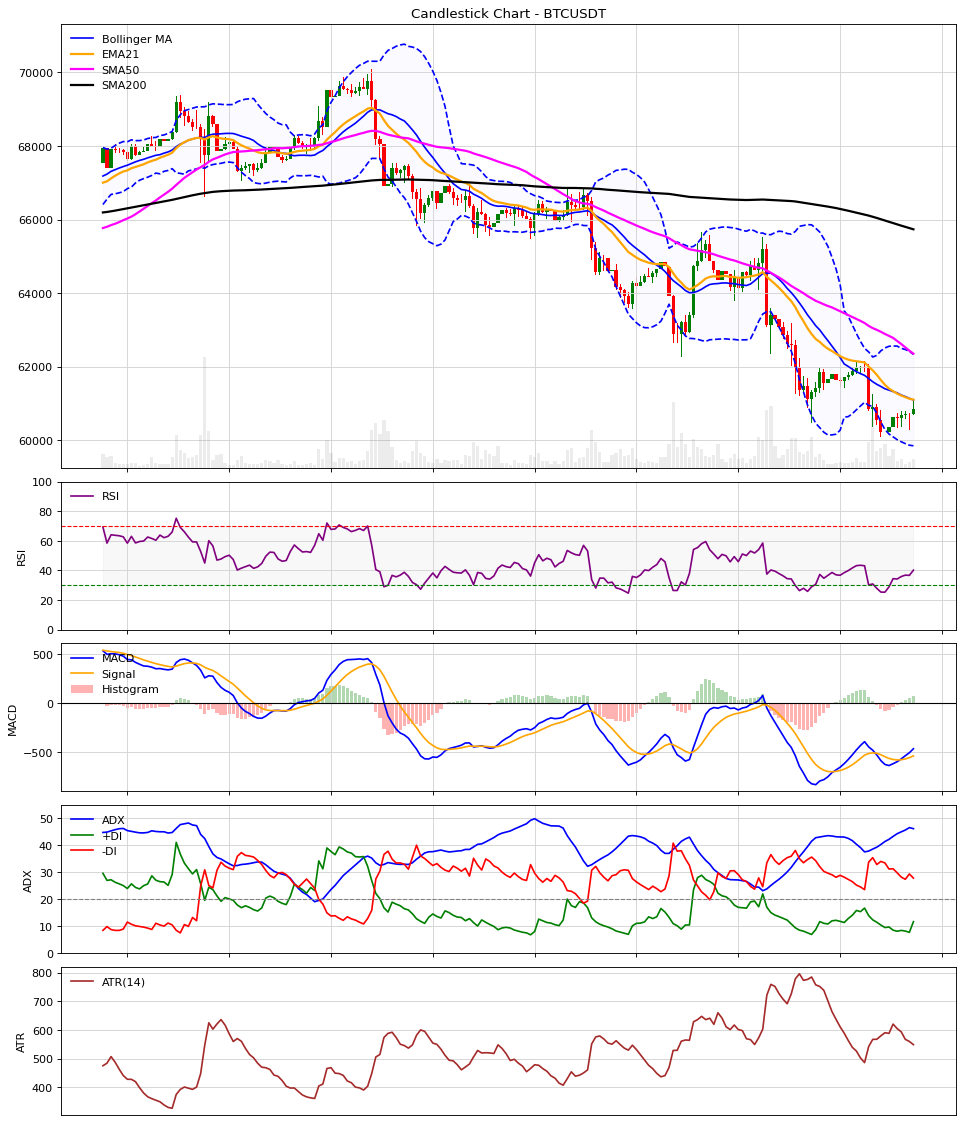 Candlestick Chart - BTCUSDT
Bollinger MA
EMA21
SMA50
SMA200
70000
68000
66000
64000
62000
60000
RSI
RSI
100
80
60
40
20
0
MACD
Signal
Histogram
MACD
500
0
−500
ADX
+DI
-DI
ADX
50
40
30
20
10
0
ATR(14)
ATR
800
700
600
500
400